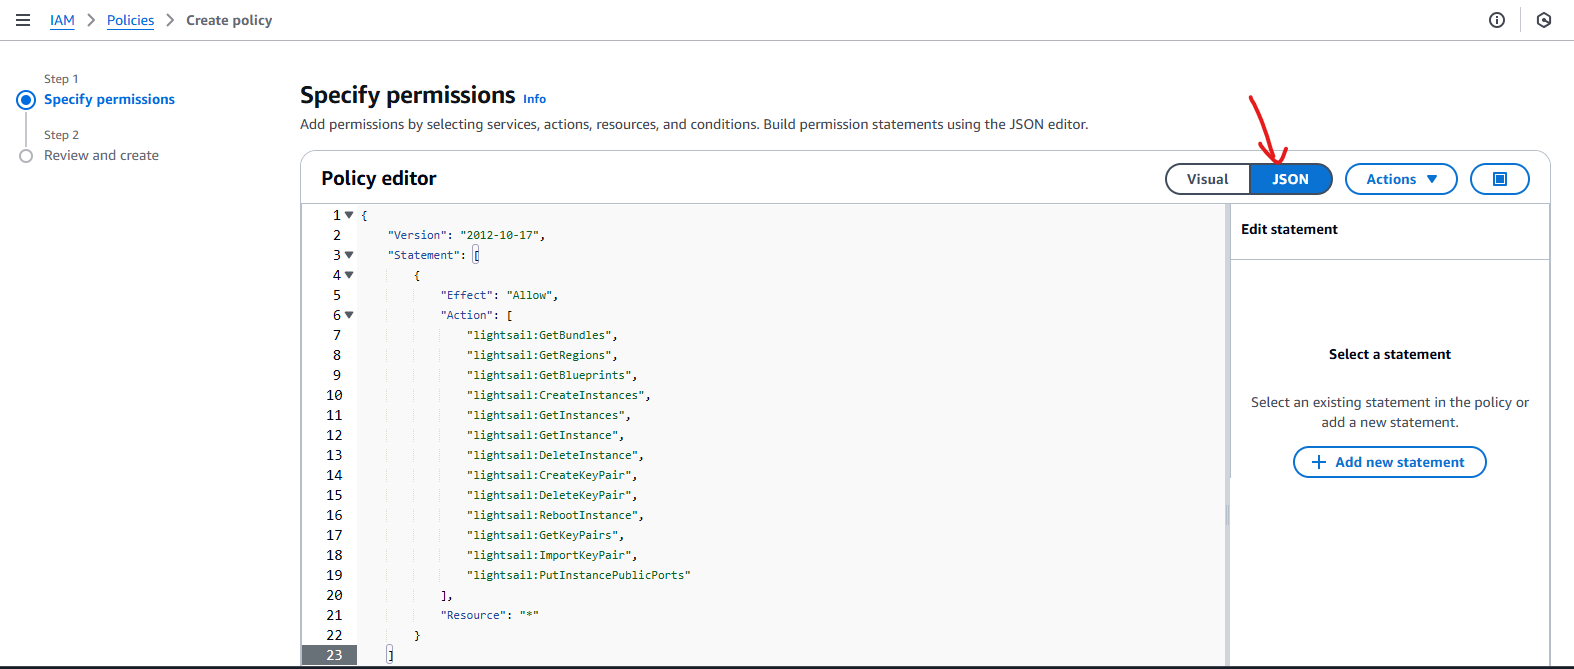 IAM > Policies > Create policy
Step 1
Specify permissions
Step 2
Review and create
Specify permissions Info
Add permissions by selecting services, actions, resources, and conditions. Build permission statements using the JSON editor.
Policy editor
Visual JSON Actions
1 {
2 "Version": "2012-10-17",
3 "Statement": [
4 {
5 "Effect": "Allow",
6 "Action": [
7 "lightsail:GetBundles",
8 "lightsail:GetRegions",
9 "lightsail:GetBlueprints",
10 "lightsail:CreateInstances",
11 "lightsail:GetInstances",
12 "lightsail:GetInstance",
13 "lightsail:DeleteInstance",
14 "lightsail:CreateKeyPair",
15 "lightsail:DeleteKeyPair",
16 "lightsail:RebootInstance",
17 "lightsail:GetKeyPairs",
18 "lightsail:ImportKeyPair",
19 "lightsail:PutInstancePublicPorts"
20 ],
21 "Resource": "*"
22 }
23 ]
Edit statement
Select a statement
Select an existing statement in the policy or
add a new statement.
+ Add new statement